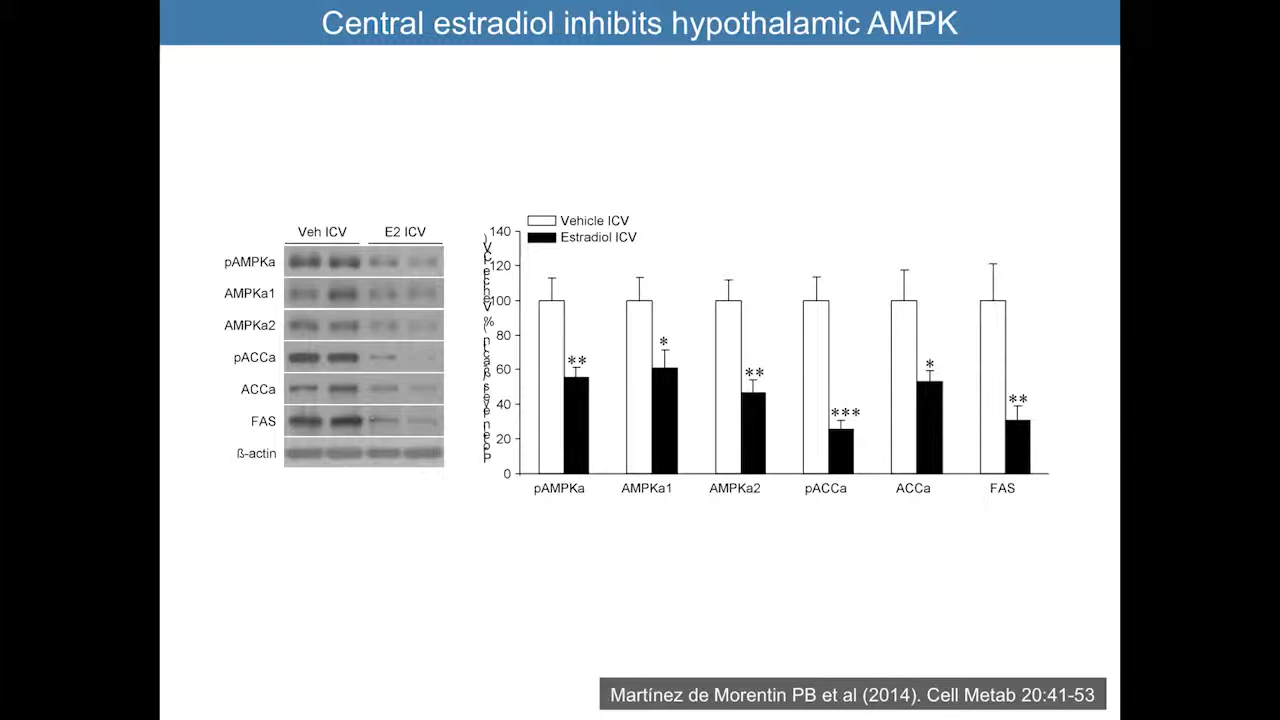 Central estradiol inhibits hypothalamic AMPK
Veh ICV E2 ICV
pAMPKa
AMPKa1
AMPKa2
pACCa
ACCa
FAS
ß-actin
Vehicle ICV
Estradiol ICV
140
120
100
80
60
40
20
0
** * ** *** * **
pAMPKa AMPKa1 AMPKa2 pACCa ACCa FAS
Martínez de Morentin PB et al (2014). Cell Metab 20:41-53